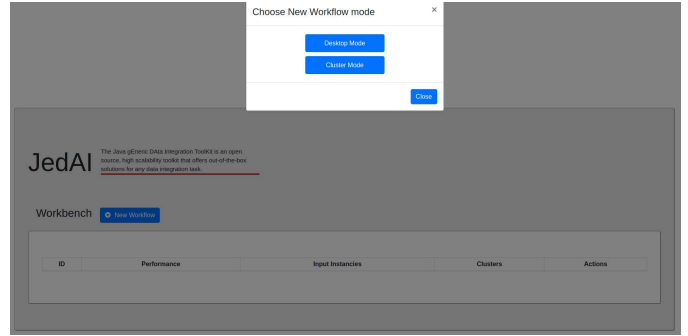 Choose New Workflow mode ×
Desktop Mode
Cluster Mode
Close
JedAI
The Java gEneric DAta Integration ToolKit is an open
source, high scalability toolkit that offers out-of-the-box
solutions for any data integration task.
Workbench New Workflow
ID Performance Input Instancies Clusters Actions